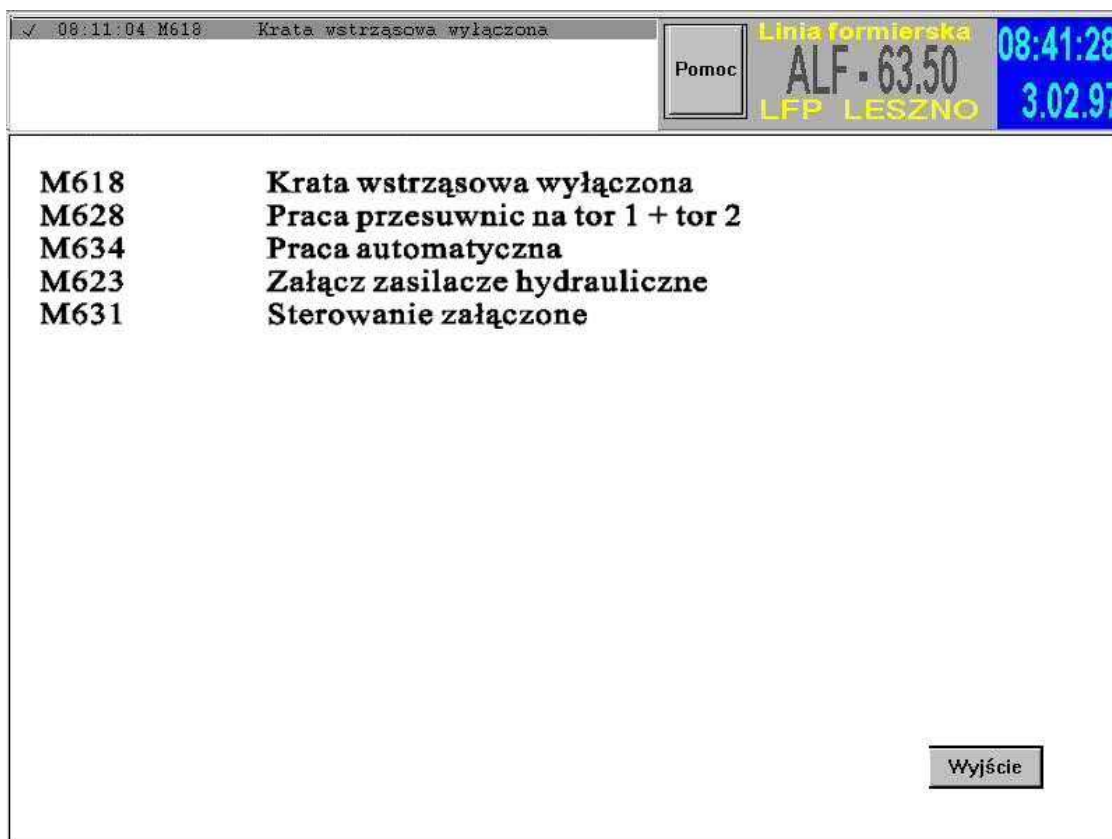 ✓ 08:11:04 M618 Krata wstrząsowa wyłączona
Pomoc
Linia formierska
ALF - 63.50
LFP LESZNO
08:41:28
3.02.97
M618 Krata wstrząsowa wyłączona
M628 Praca przesuwnic na tor 1 + tor 2
M634 Praca automatyczna
M623 Załącz zasilacze hydrauliczne
M631 Sterowanie załączone
Wyjście